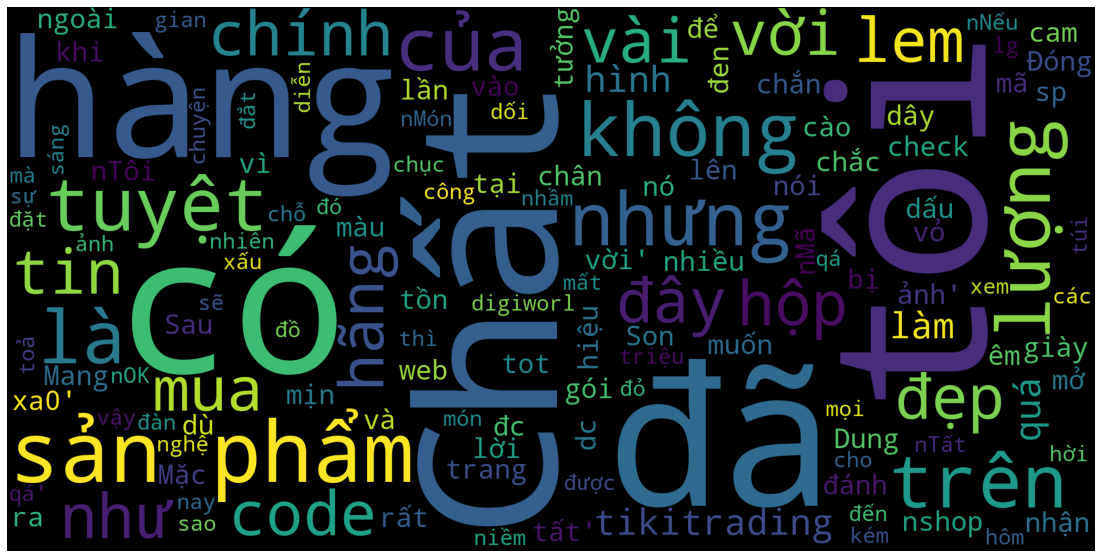 ngoài
gian
chính
của
tưởng
để
vài
vời
lem
nNếu
lg
cam
khi
hàng
diễn
lần
vào
đen
hình
chắn
mã
sp
Đóng
nMón
dối
không
cào
dây
sáng
chuyện
đắt
chắc
check
mà
nTôi
vì
chục
tại
chân
nó
lên
nói
tôi
lượng
sự
tuyệt
công
nhầm
nhưng
dấu
túi
đặt
chỗ
đó
màu
Chất
nMã
vỏ
ảnh
nhiên
vời'
nhiều
qá
tin
xấu
hãng
tồn
mất
bị
xem
các
có
sẽ
digiworl
đây
hộp
ảnh'
Sau
đồ
là
thì
tot
hiệu
Son
làm
toả
triệu
muốn
êm
giày
Mang
nOK
mịn
web
gói
đỏ
đã
đẹp
quá
mở
mua
xa0'
vậy
đàn
dù
và
món
đc
dc
mọi
sản
phẩm
nghệ
lời
Dung
nTất
hời
Mặc
trang
cho
trên
qá'
như
nay
code
rất
được
đánh
ra
sao
tất'
tikitrading
đến
nshop
nhận
niềm
kém
hôm